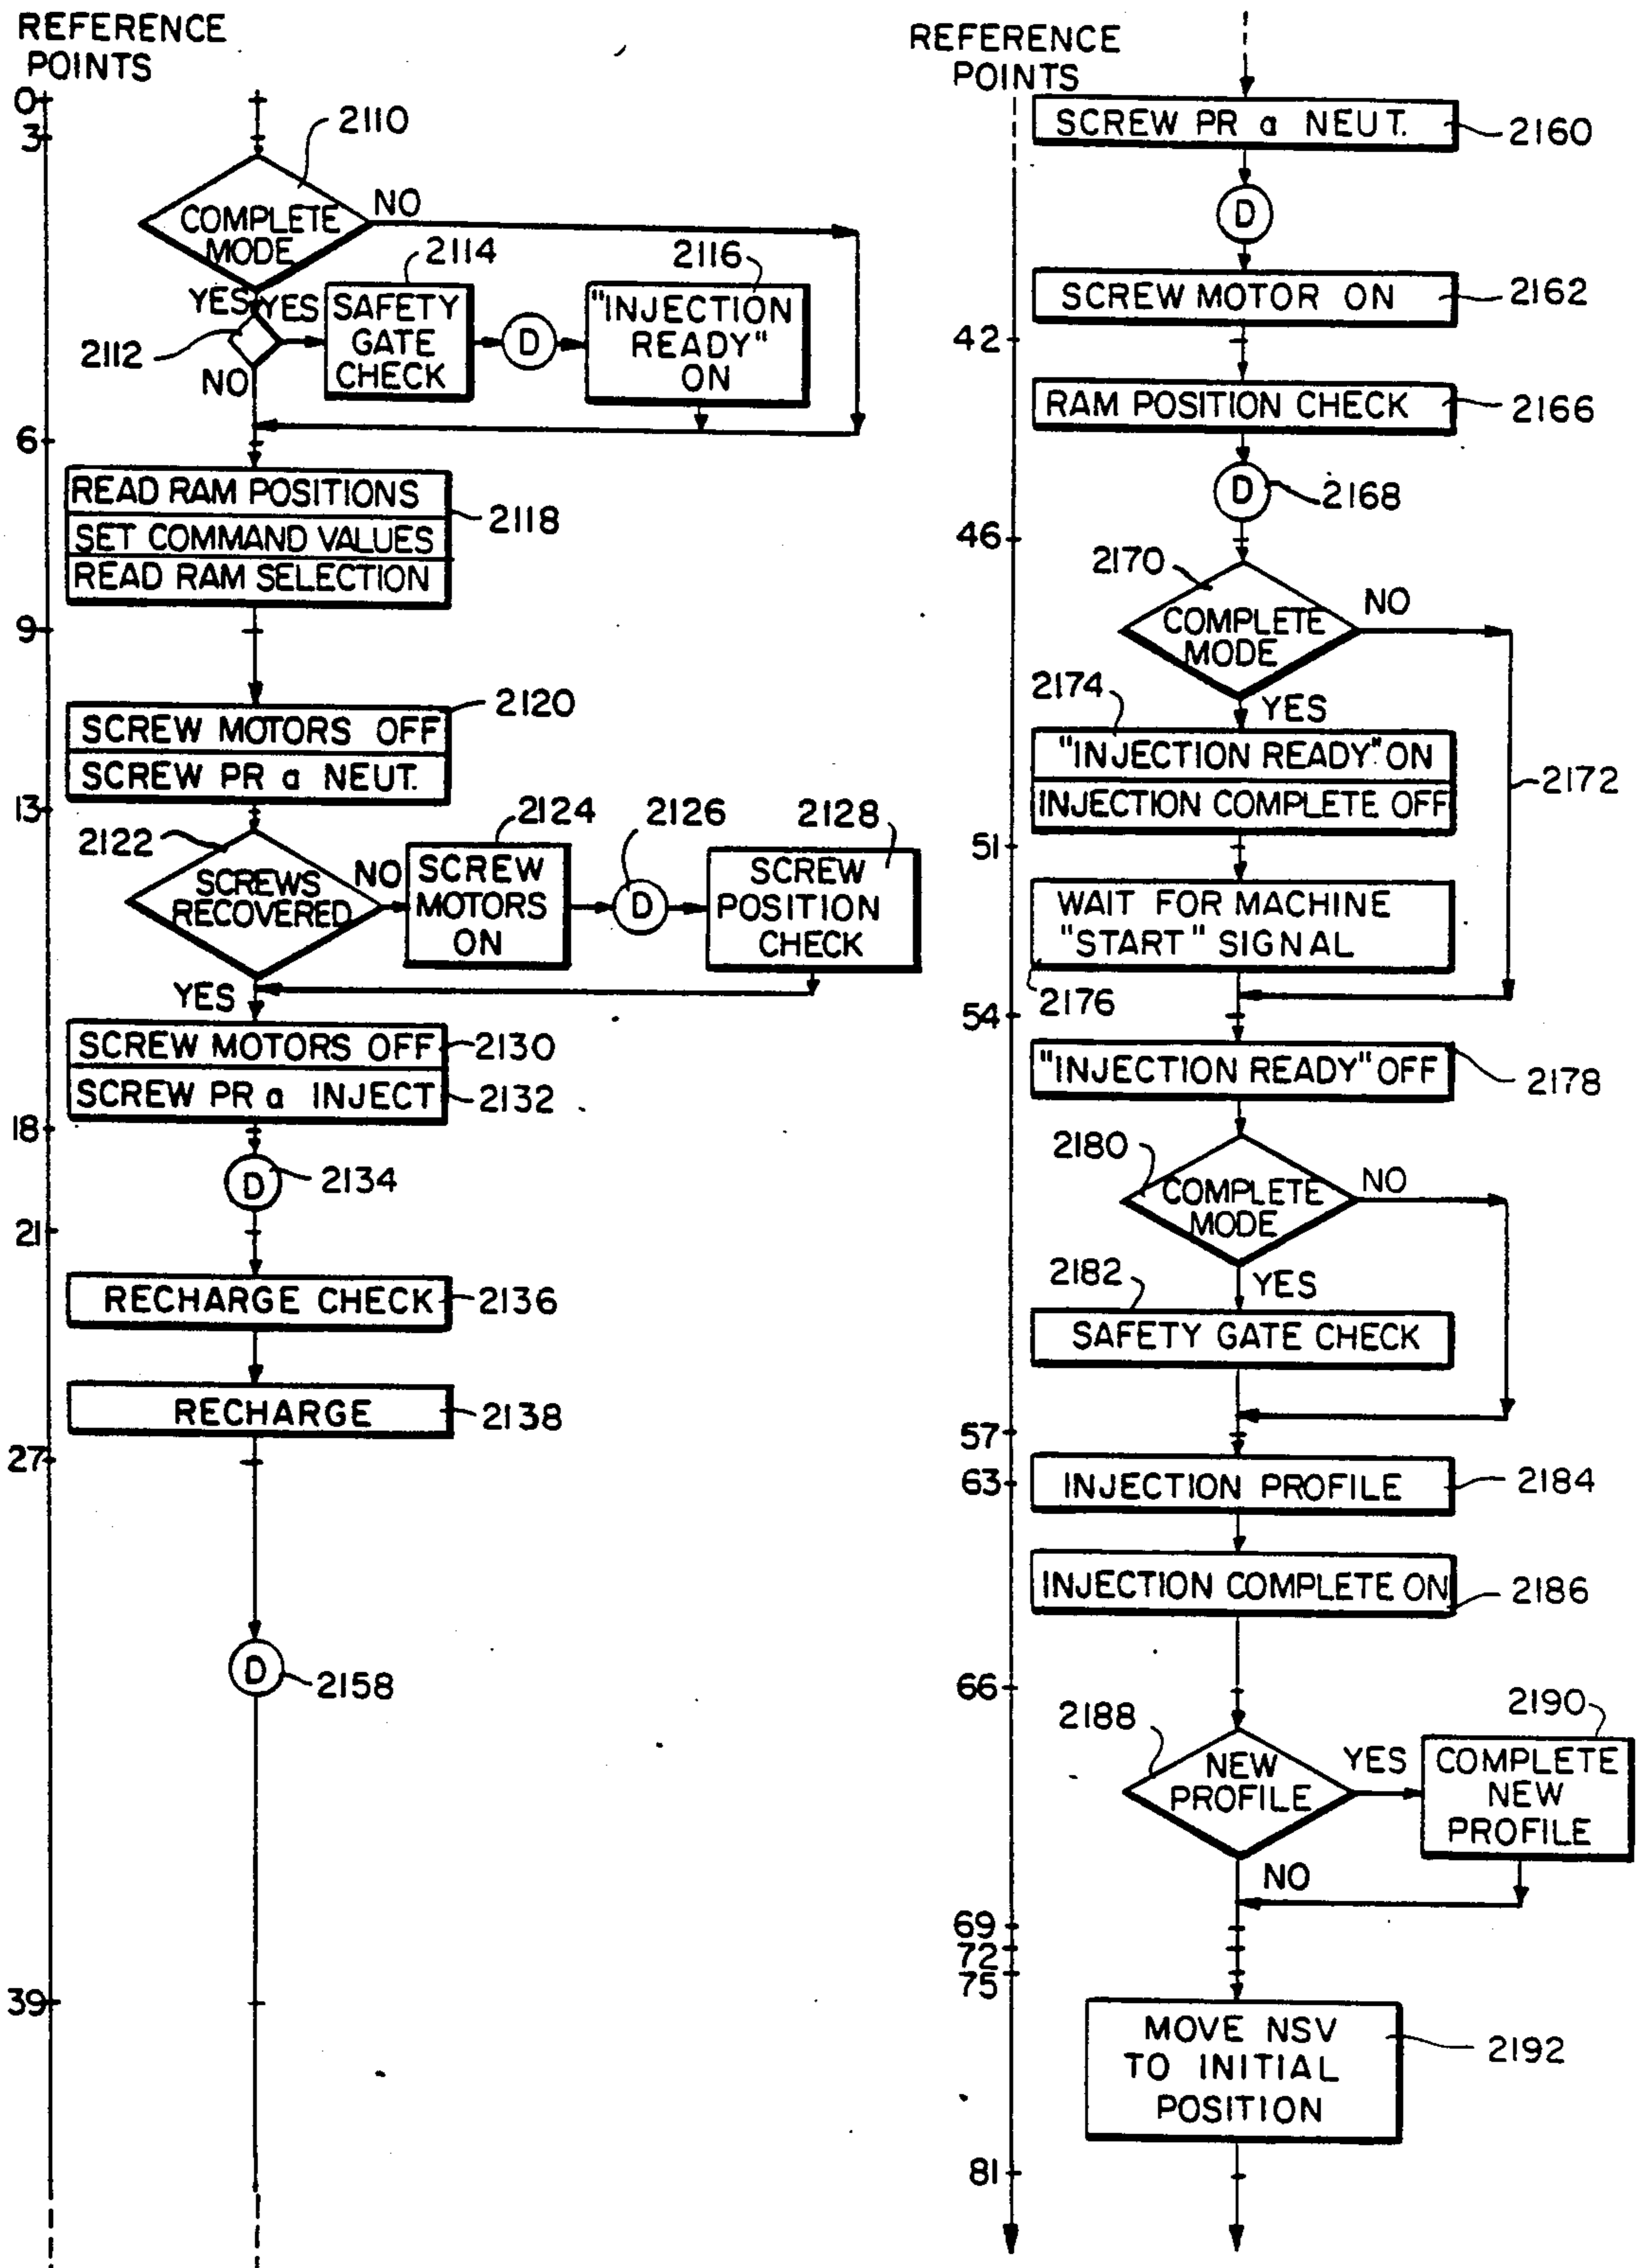 REFERENCE
POINTS
0
3
2110
COMPLETE
MODE
NO
YES
YES
2112
NO
2114
SAFETY
GATE
CHECK
D
2116
"INJECTION
READY"
ON
6
READ RAM POSITIONS
SET COMMAND VALUES
READ RAM SELECTION
2118
9
2120
SCREW MOTORS OFF
SCREW PR a NEUT.
13
2122
SCREWS
RECOVERED
NO
2124
SCREW
MOTORS
ON
2126
D
2128
SCREW
POSITION
CHECK
YES
SCREW MOTORS OFF
2130
SCREW PR a INJECT
2132
18
D
2134
21
RECHARGE CHECK
2136
RECHARGE
2138
27
D
2158
39
REFERENCE
POINTS
SCREW PR a NEUT.
2160
D
SCREW MOTOR ON
2162
42
RAM POSITION CHECK
2166
D
2168
46
2170
COMPLETE
MODE
NO
2174
YES
"INJECTION READY" ON
INJECTION COMPLETE OFF
2172
51
WAIT FOR MACHINE
"START" SIGNAL
2176
54
"INJECTION READY" OFF
2178
2180
COMPLETE
MODE
NO
2182
YES
SAFETY GATE CHECK
57
63
INJECTION PROFILE
2184
INJECTION COMPLETE ON
2186
66
2188
NEW
PROFILE
YES
2190
COMPLETE
NEW
PROFILE
NO
69
72
75
MOVE NSV
TO INITIAL
POSITION
2192
81